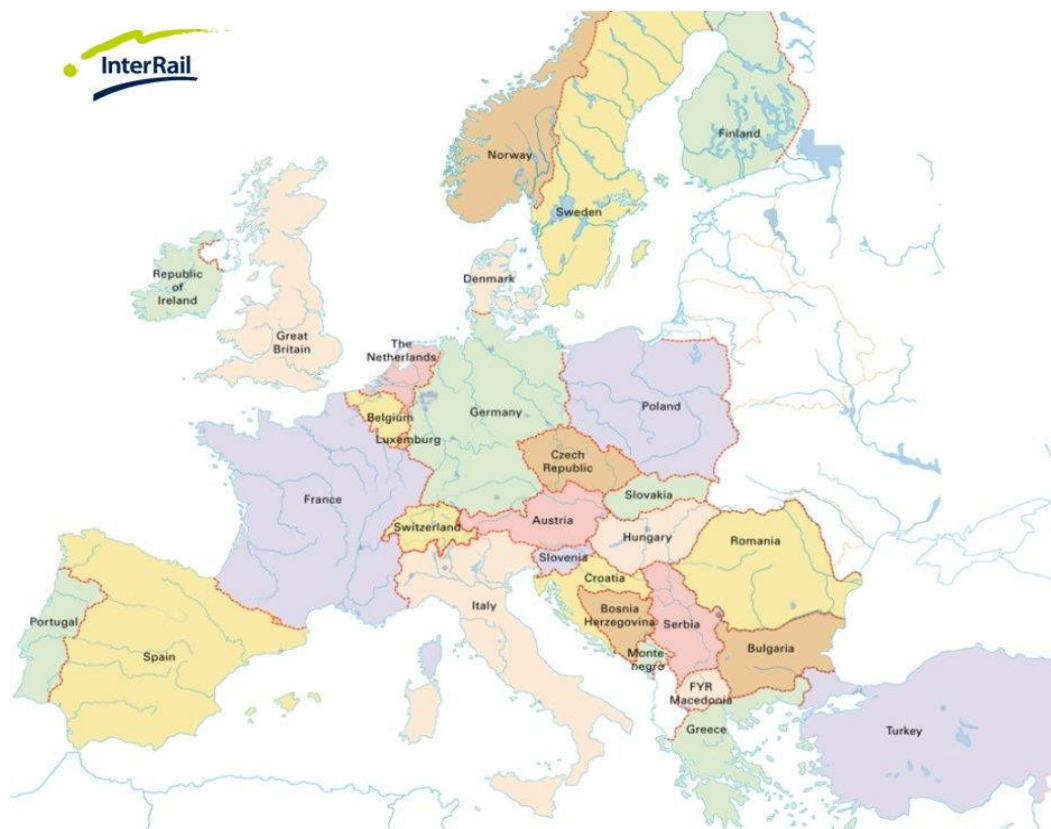 InterRail
Norway
Finland
Sweden
Republic
of
Ireland
Denmark
Great
Britain
The
Netherlands
Belgium
Luxemburg
Germany
Poland
Czech
Republic
Slovakia
France
Switzerland
Austria
Hungary
Slovenia
Romania
Croatia
Italy
Bosnia
Herzegovina
Serbia
Portugal
Spain
Monte-
negro
Bulgaria
FYR
Macedonia
Greece
Turkey